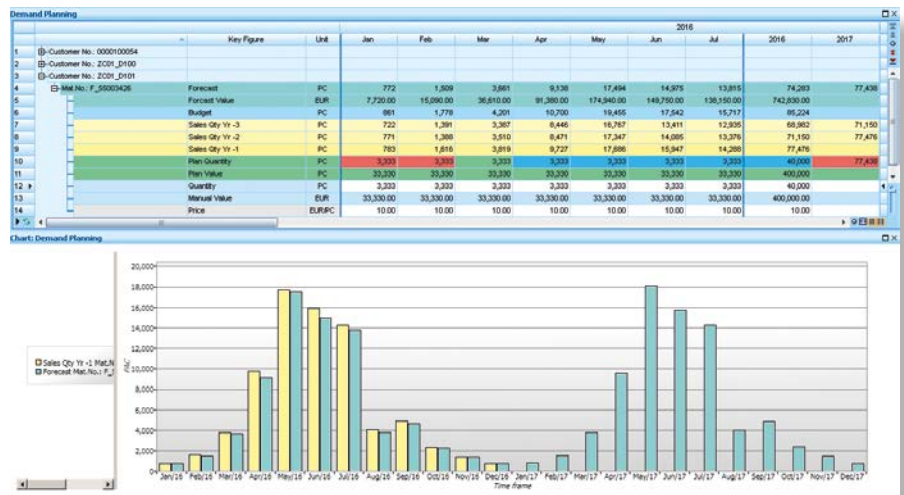 Demand Planning
2016
Key Figure Unit Jan Feb Mar Apr May Jun Jul 2016 2017
1 Customer No.: 0000100054
2 Customer No.: ZC01_D100
3 Customer No.: ZC01_D101
4 Mat.No.: F_SS003426 Forecast PC 772 1,509 3,661 9,138 17,494 14,975 13,815 74,283 77,438
5 Forcast Value EUR 7,720.00 15,090.00 36,610.00 91,380.00 174,940.00 149,750.00 138,150.00 742,830.00
6 Budget PC 861 1,778 4,201 10,700 19,455 17,542 15,717 85,224
7 Sales Qty Yr -3 PC 722 1,391 3,367 8,446 16,767 13,411 12,935 68,982 71,150
8 Sales Qty Yr -2 PC 771 1,388 3,510 8,471 17,347 14,085 13,376 71,150 77,476
9 Sales Qty Yr -1 PC 783 1,616 3,819 9,727 17,686 15,947 14,288 77,476
10 Plan Quantity PC 3,333 3,333 3,333 3,333 3,333 3,333 3,333 40,000 77,438
11 Plan Value PC 33,330 33,330 33,330 33,330 33,330 33,330 33,330 400,000
12 Quantity PC 3,333 3,333 3,333 3,333 3,333 3,333 3,333 40,000
13 Manual Value EUR 33,330.00 33,330.00 33,330.00 33,330.00 33,330.00 33,330.00 33,330.00 400,000.00
14 Price EUR/PC 10.00 10.00 10.00 10.00 10.00 10.00 10.00 10.00
Chart: Demand Planning
20,000
18,000
16,000
14,000
12,000
Sales Qty Yr -1 Mat.N
Forecast Mat.No.: F_
PC
8,000
6,000
4,000
2,000
0
Jan/16 Feb/16 Mar/16 Apr/16 May/16 Jun/16 Jul/16 Aug/16 Sep/16 Oct/16 Nov/16 Dec/16 Jan/17 Feb/17 Mar/17 Apr/17 May/17 Jun/17 Jul/17 Aug/17 Sep/17 Oct/17 Nov/17 Dec/17
Time frame